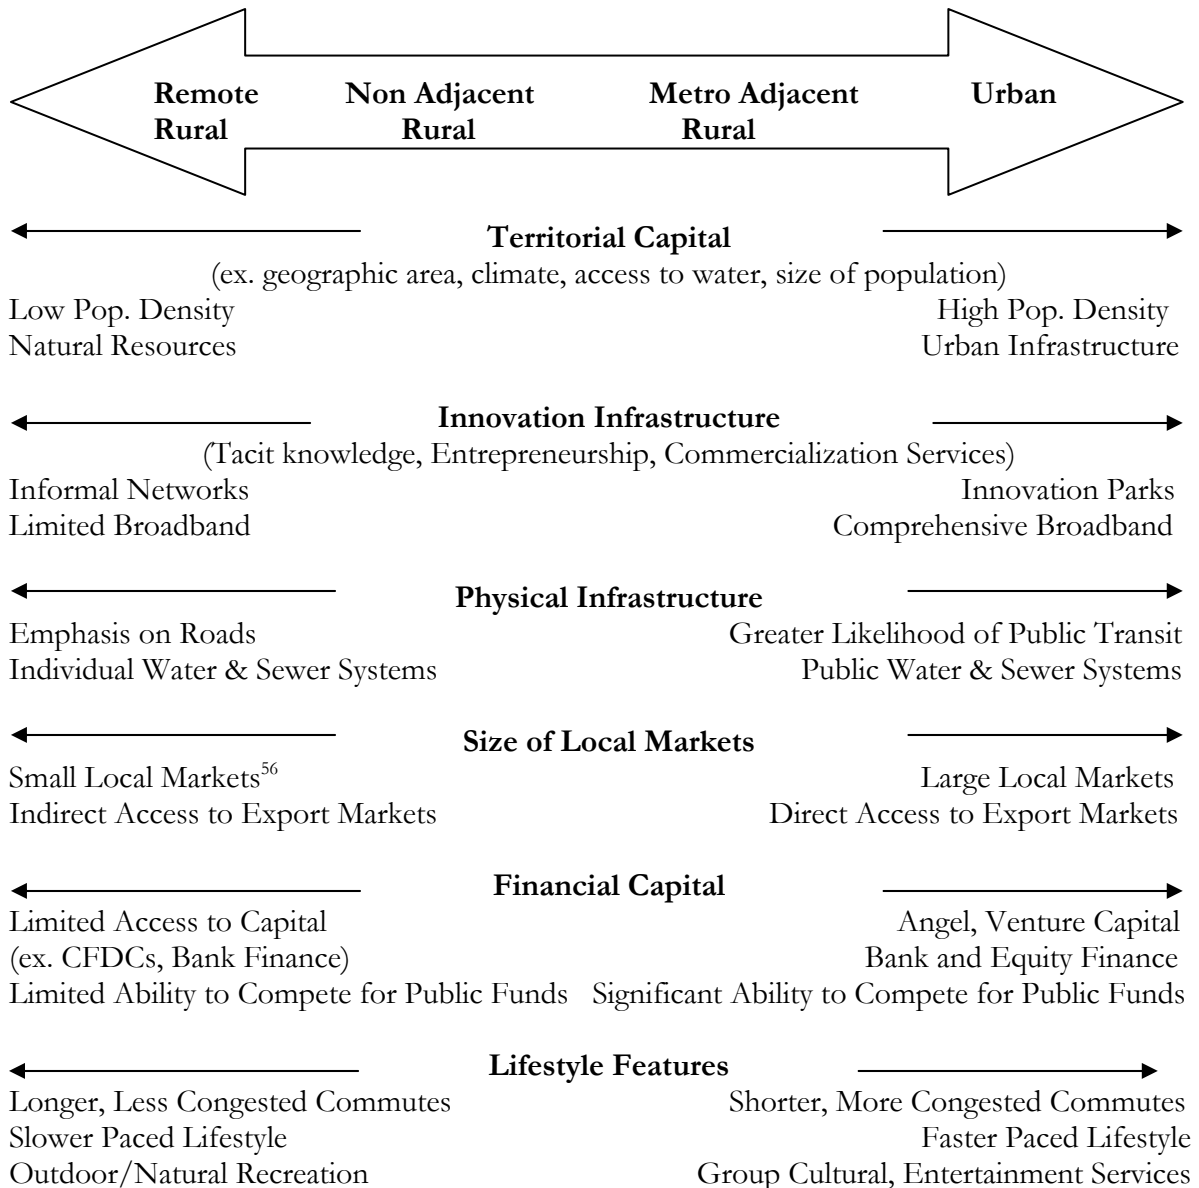 Remote Non Adjacent Metro Adjacent Urban
Rural Rural Rural
Territorial Capital
(ex. geographic area, climate, access to water, size of population)
Low Pop. Density High Pop. Density
Natural Resources Urban Infrastructure
Innovation Infrastructure
(Tacit knowledge, Entrepreneurship, Commercialization Services)
Informal Networks Innovation Parks
Limited Broadband Comprehensive Broadband
Physical Infrastructure
Emphasis on Roads Greater Likelihood of Public Transit
Individual Water & Sewer Systems Public Water & Sewer Systems
Size of Local Markets
Small Local Markets56 Large Local Markets
Indirect Access to Export Markets Direct Access to Export Markets
Financial Capital
Limited Access to Capital Angel, Venture Capital
(ex. CFDCs, Bank Finance) Bank and Equity Finance
Limited Ability to Compete for Public Funds Significant Ability to Compete for Public Funds
Lifestyle Features
Longer, Less Congested Commutes Shorter, More Congested Commutes
Slower Paced Lifestyle Faster Paced Lifestyle
Outdoor/Natural Recreation Group Cultural, Entertainment Services